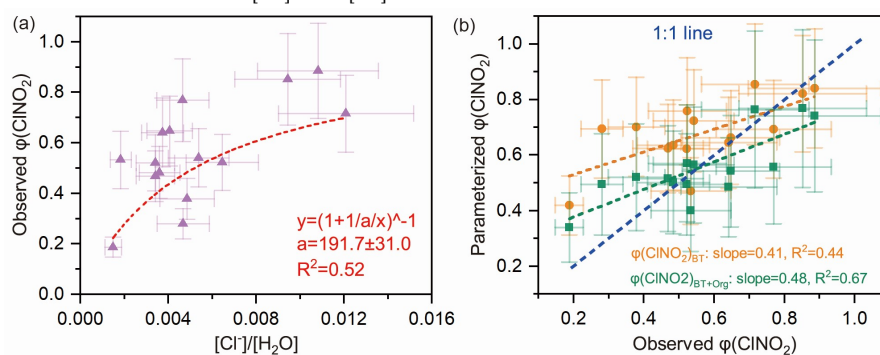 (a)
Observed φ(ClNO₂)
1.0
0.8
0.6
0.4
0.2
0.0
y=(1+1/a/x)^-1
a=191.7±31.0
R²=0.52
0.000 0.004 0.008 0.012 0.016
[Cl⁻]/[H₂O]
(b)
Parameterized φ(ClNO₂)
1:1 line
1.0
0.8
0.6
0.4
0.2
φ(ClNO₂)BT: slope=0.41, R²=0.44
φ(ClNO2)BT+Org: slope=0.48, R²=0.67
0.2 0.4 0.6 0.8 1.0
Observed φ(ClNO₂)